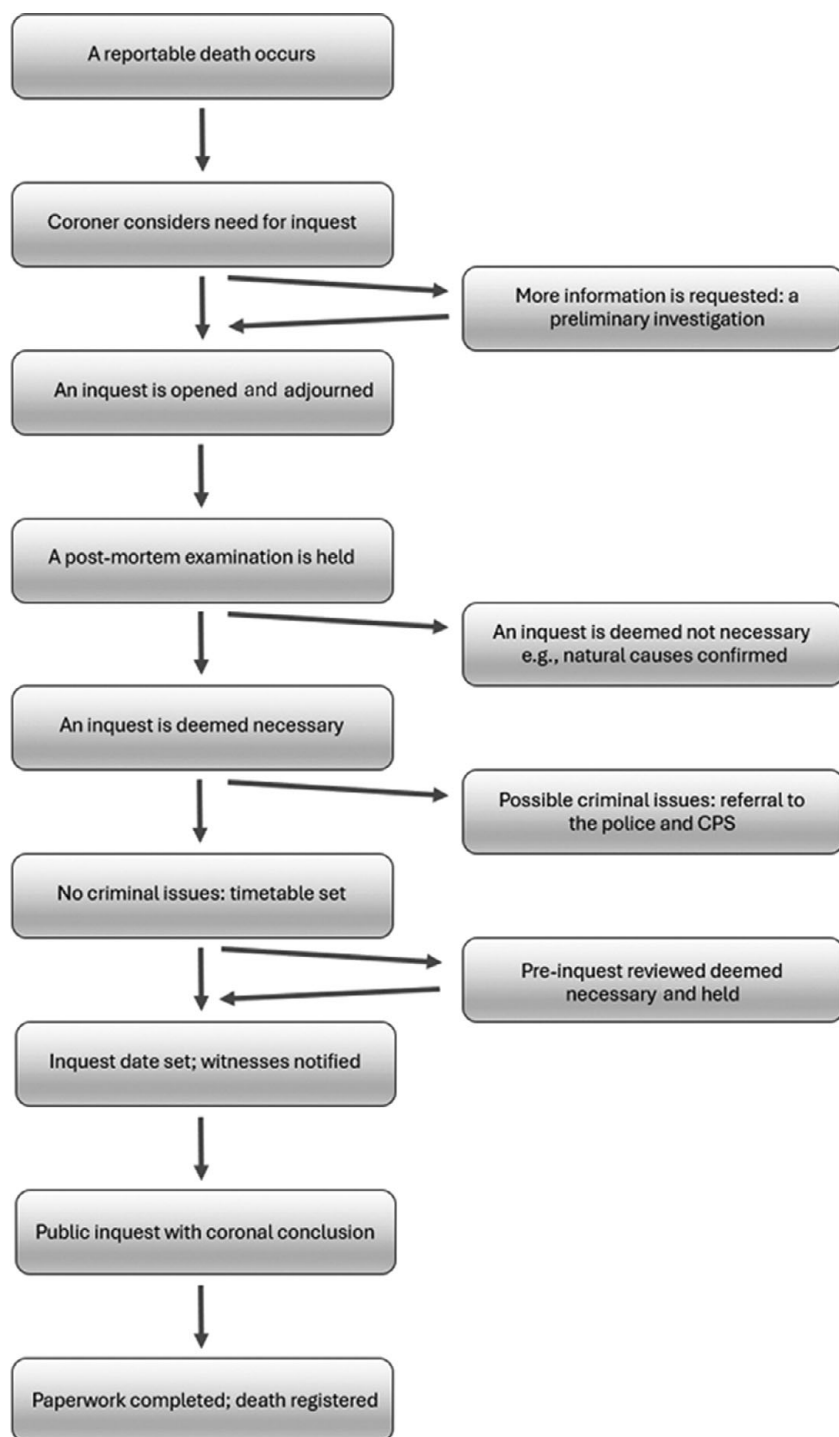 A reportable death occurs
Coroner considers need for inquest
More information is requested: a
preliminary investigation
An inquest is opened and adjourned
A post-mortem examination is held
An inquest is deemed not necessary
e.g., natural causes confirmed
An inquest is deemed necessary
Possible criminal issues: referral to
the police and CPS
No criminal issues: timetable set
Pre-inquest reviewed deemed
necessary and held
Inquest date set; witnesses notified
Public inquest with coronal conclusion
Paperwork completed; death registered